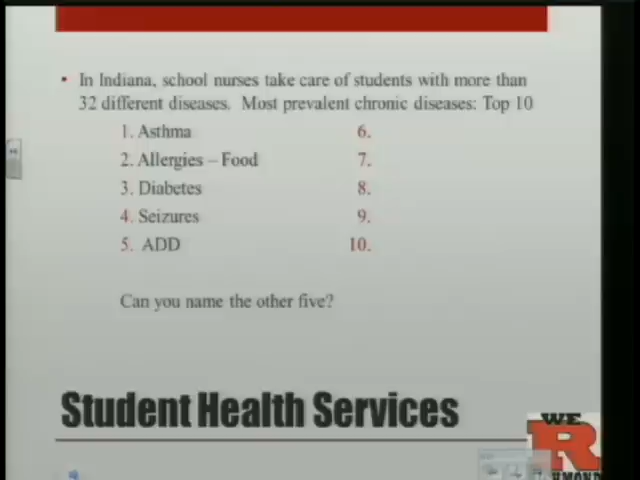 • In Indiana, school nurses take care of students with more than
32 different diseases. Most prevalent chronic diseases: Top 10
1. Asthma
2. Allergies – Food
3. Diabetes
4. Seizures
5. ADD
6.
7.
8.
9.
10.
Can you name the other five?
Student Health Services
WE
R